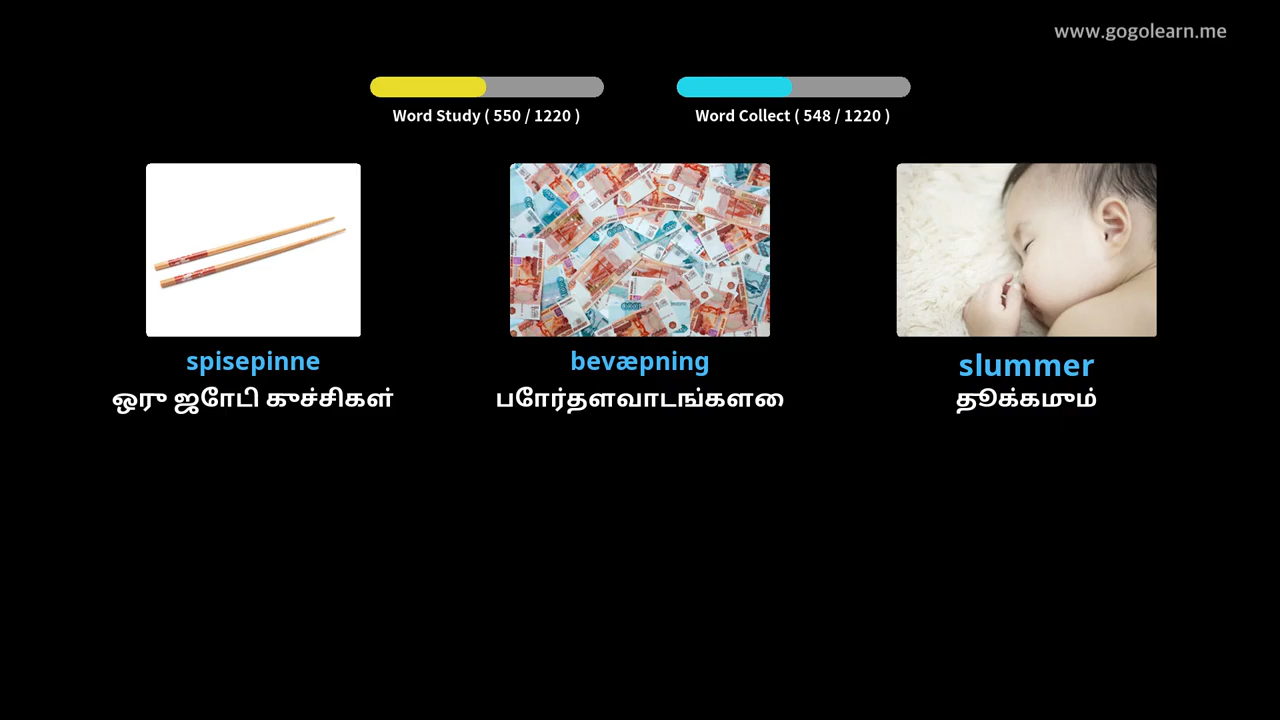 www.gogolearn.me
Word Study ( 550 / 1220 )
Word Collect ( 548 / 1220 )
spisepinne
bevæpning
slummer
ஒரு ஜோடி குச்சிகள்
போர்தளவாடங்களை
தூக்கமும்